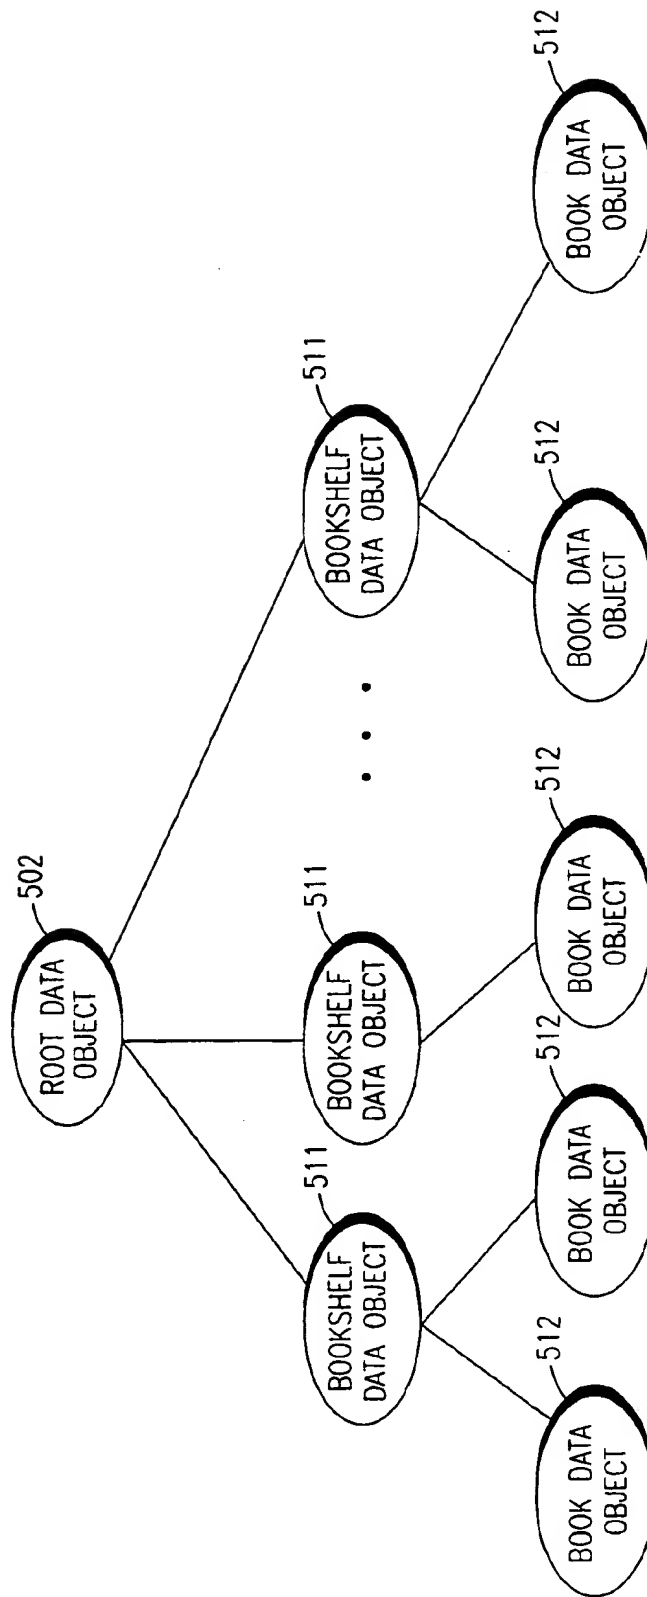 502
ROOT DATA
OBJECT
511
BOOKSHELF
DATA OBJECT
511
BOOKSHELF
DATA OBJECT
. . .
511
BOOKSHELF
DATA OBJECT
512
BOOK DATA
OBJECT
512
BOOK DATA
OBJECT
512
BOOK DATA
OBJECT
512
BOOK DATA
OBJECT
512
BOOK DATA
OBJECT